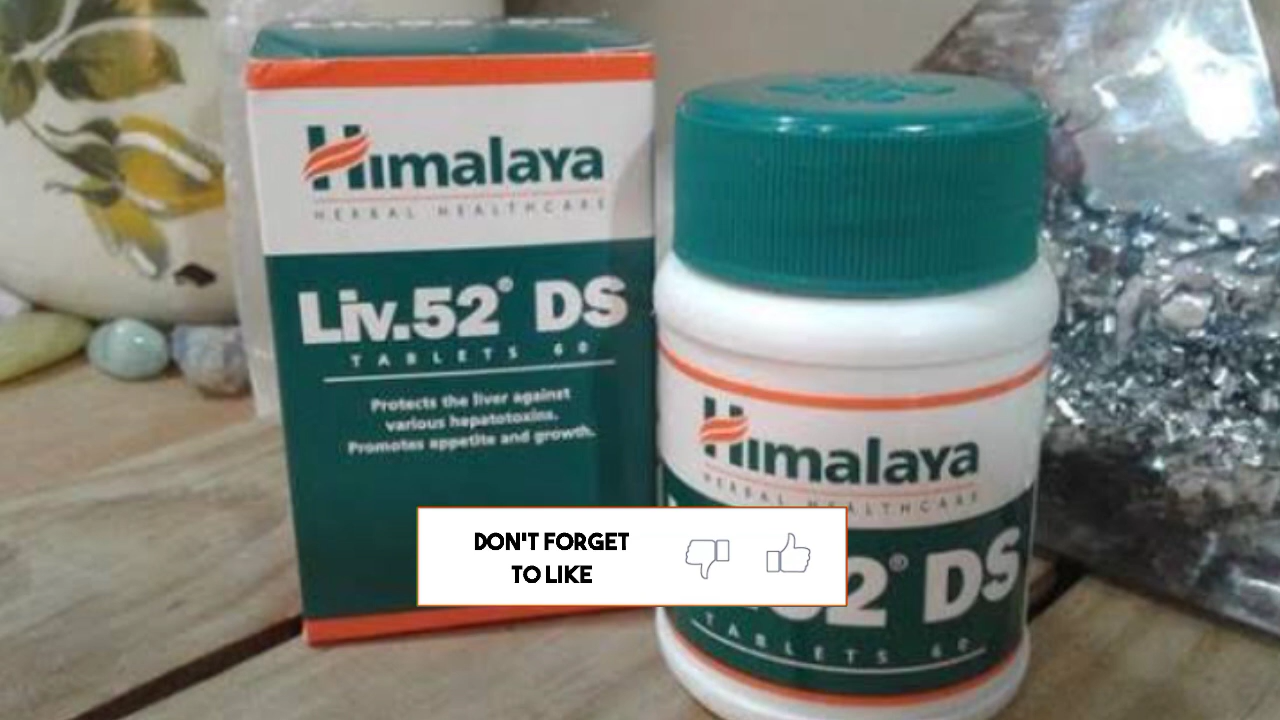 Himalaya
HERBAL HEALTHCARE
Liv.52® DS
TABLETS 60
Protects the liver against
various hepatotoxins.
Promotes appetite and growth.
Himalaya
HERBAL HEALTHCARE
52® DS
TABLETS 60
DON'T FORGET
TO LIKE